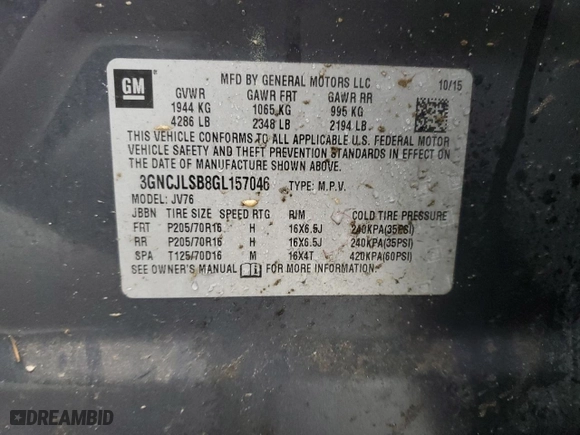 GM
MFD BY GENERAL MOTORS LLC 10/15
GVWR GAWR FRT GAWR RR
1944 KG 1065 KG 995 KG
4286 LB 2348 LB 2194 LB
THIS VEHICLE CONFORMS TO ALL APPLICABLE U.S. FEDERAL MOTOR
VEHICLE SAFETY AND THEFT PREVENTION STANDARDS IN EFFECT ON
THE DATE OF MANUFACTURE SHOWN ABOVE.
3GNCJLSB8GL157046 TYPE: M.P.V.
MODEL: JV76
JBBN TIRE SIZE SPEED RTG RIM COLD TIRE PRESSURE
FRT P205/70R16 H 16X6.5J 240KPA(35PSI)
RR P205/70R16 H 16X6.5J 240KPA(35PSI)
SPA T125/70D16 M 16X4T 420KPA(60PSI)
SEE OWNER'S MANUAL FOR MORE INFORMATION
DREAMBID